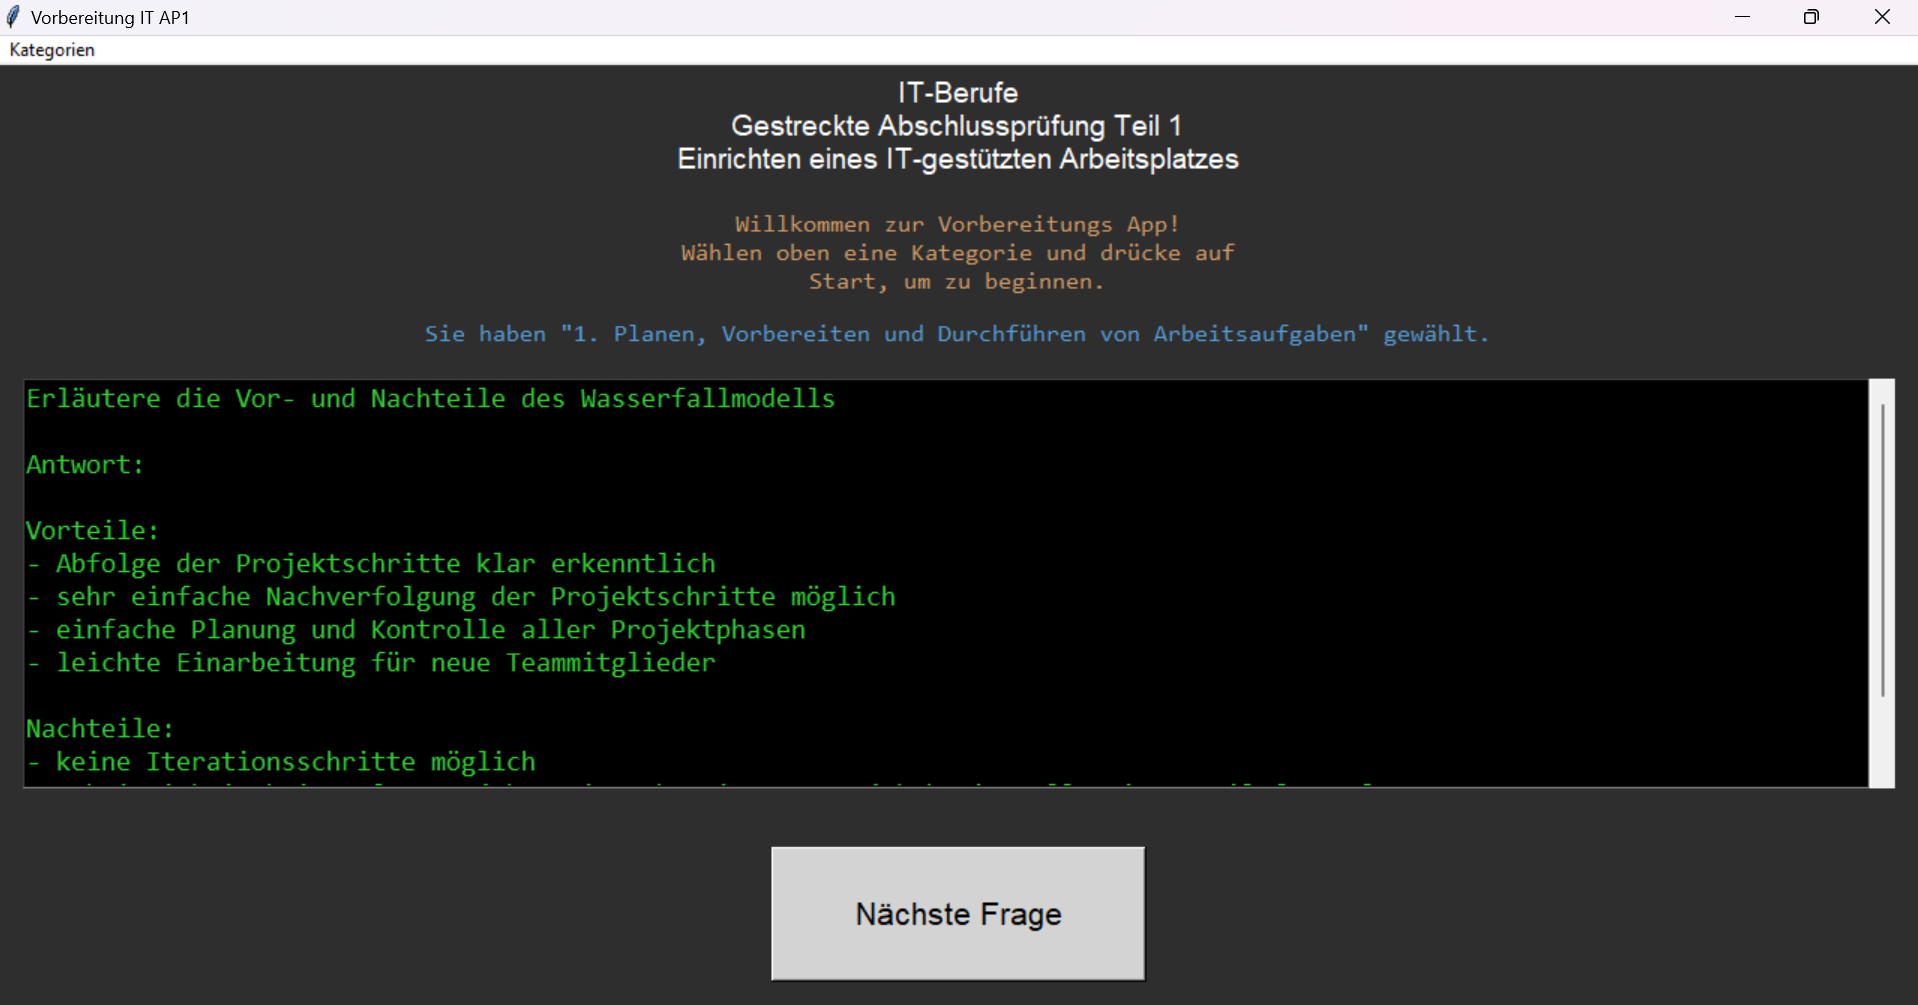 Vorbereitung IT AP1
Kategorien
IT-Berufe
Gestreckte Abschlussprüfung Teil 1
Einrichten eines IT-gestützten Arbeitsplatzes
Willkommen zur Vorbereitungs App!
Wählen oben eine Kategorie und drücke auf
Start, um zu beginnen.
Sie haben "1. Planen, Vorbereiten und Durchführen von Arbeitsaufgaben" gewählt.
Erläutere die Vor- und Nachteile des Wasserfallmodells
Antwort:
Vorteile:
- Abfolge der Projektschritte klar erkenntlich
- sehr einfache Nachverfolgung der Projektschritte möglich
- einfache Planung und Kontrolle aller Projektphasen
- leichte Einarbeitung für neue Teammitglieder
Nachteile:
- keine Iterationsschritte möglich
Nächste Frage